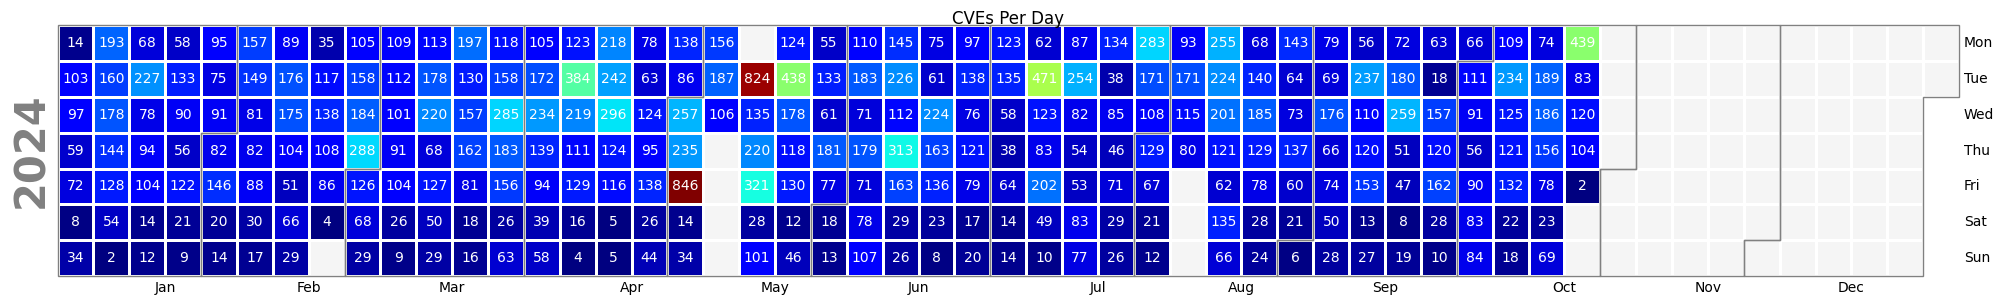 CVEs Per Day
2024
14 193 68 58 95 157 89 35 105 109 113 197 118 105 123 218 78 138 156 124 55 110 145 75 97 123 62 87 134 283 93 255 68 143 79 56 72 63 66 109 74 439 Mon
103 160 227 133 75 149 176 117 158 112 178 130 158 172 384 242 63 86 187 824 438 133 183 226 61 138 135 471 254 38 171 171 224 140 64 69 237 180 18 111 234 189 83 Tue
97 178 78 90 91 81 175 138 184 101 220 157 285 234 219 296 124 257 106 135 178 61 71 112 224 76 58 123 82 85 108 115 201 185 73 176 110 259 157 91 125 186 120 Wed
59 144 94 56 82 82 104 108 288 91 68 162 183 139 111 124 95 235 220 118 181 179 313 163 121 38 83 54 46 129 80 121 129 137 66 120 51 120 56 121 156 104 Thu
72 128 104 122 146 88 51 86 126 104 127 81 156 94 129 116 138 846 321 130 77 71 163 136 79 64 202 53 71 67 62 78 60 74 153 47 162 90 132 78 2 Fri
8 54 14 21 20 30 66 4 68 26 50 18 26 39 16 5 26 14 28 12 18 78 29 23 17 14 49 83 29 21 135 28 21 50 13 8 28 83 22 23 Sat
34 2 12 9 14 17 29 29 9 29 16 63 58 4 5 44 34 101 46 13 107 26 8 20 14 10 77 26 12 66 24 6 28 27 19 10 84 18 69 Sun
Jan Feb Mar Apr May Jun Jul Aug Sep Oct Nov Dec